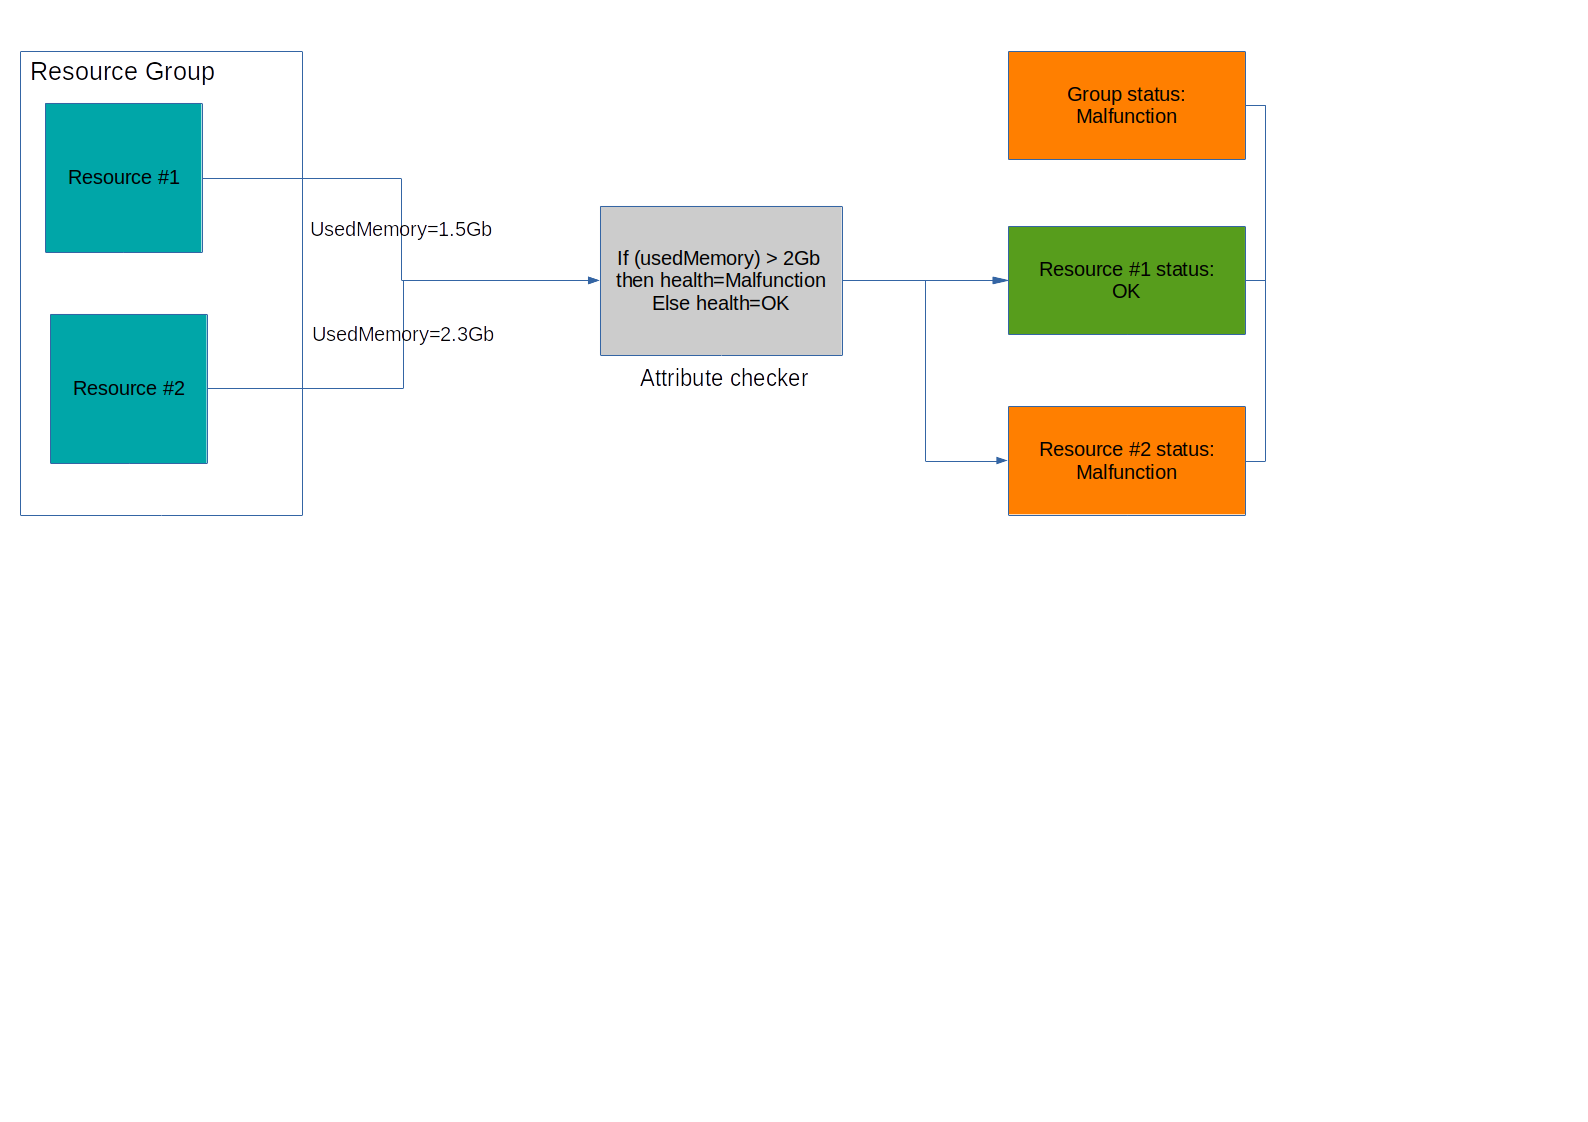 Resource Group
Resource #1
UsedMemory=1.5Gb
Resource #2
UsedMemory=2.3Gb
If (usedMemory) > 2Gb
then health=Malfunction
Else health=OK
Attribute checker
Group status:
Malfunction
Resource #1 status:
OK
Resource #2 status:
Malfunction